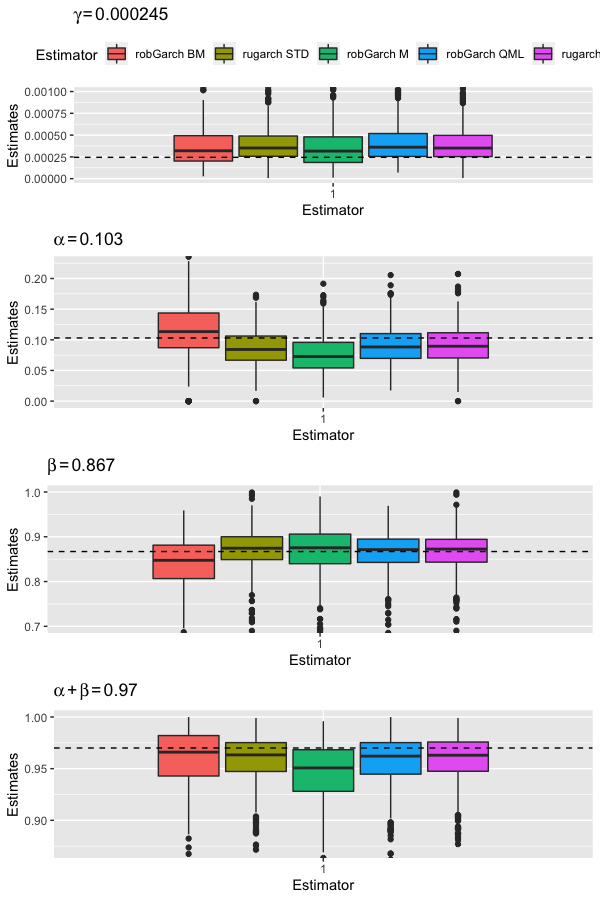 γ = 0.000245
Estimator robGarch BM rugarch STD robGarch M robGarch QML rugarch
Estimates
0.00100
0.00075
0.00050
0.00025
0.00000
1
Estimator
α = 0.103
Estimates
0.20
0.15
0.10
0.05
0.00
1
Estimator
β = 0.867
Estimates
1.0
0.9
0.8
0.7
1
Estimator
α + β = 0.97
Estimates
1.00
0.95
0.90
1
Estimator